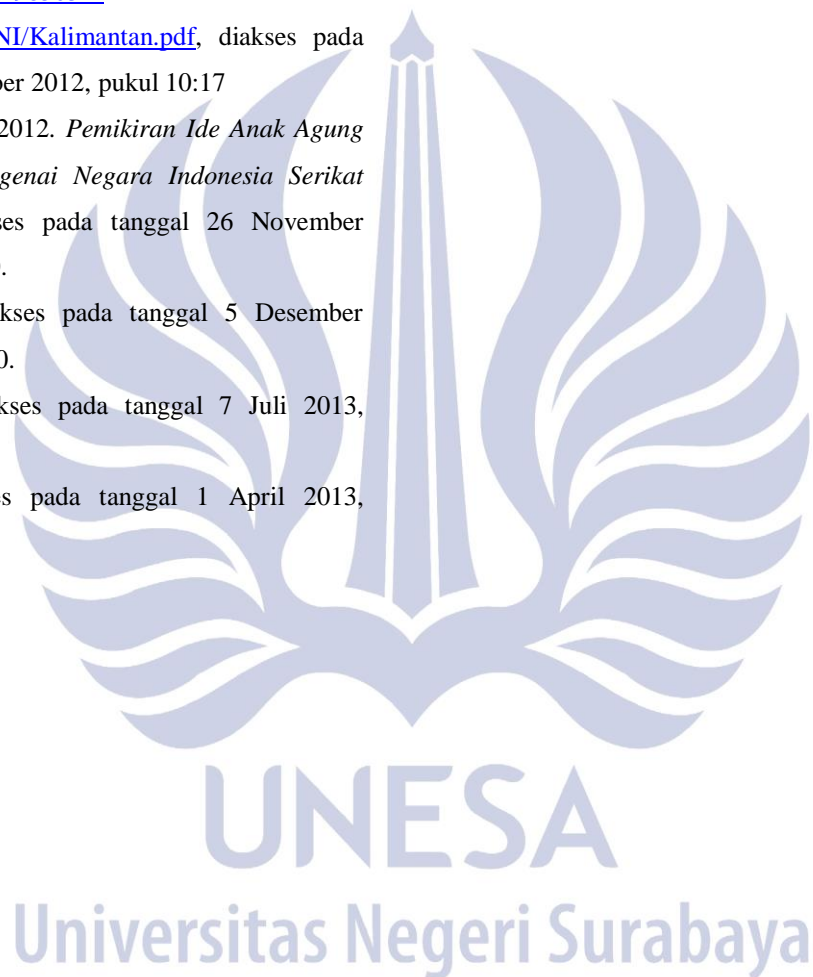 NI/Kalimantan.pdf, diakses pada
ber 2012, pukul 10:17
2012. Pemikiran Ide Anak Agung
genai Negara Indonesia Serikat
ses pada tanggal 26 November
).
kses pada tanggal 5 Desember
0.
kses pada tanggal 7 Juli 2013,
es pada tanggal 1 April 2013,
UNESA
Universitas Negeri Surabaya